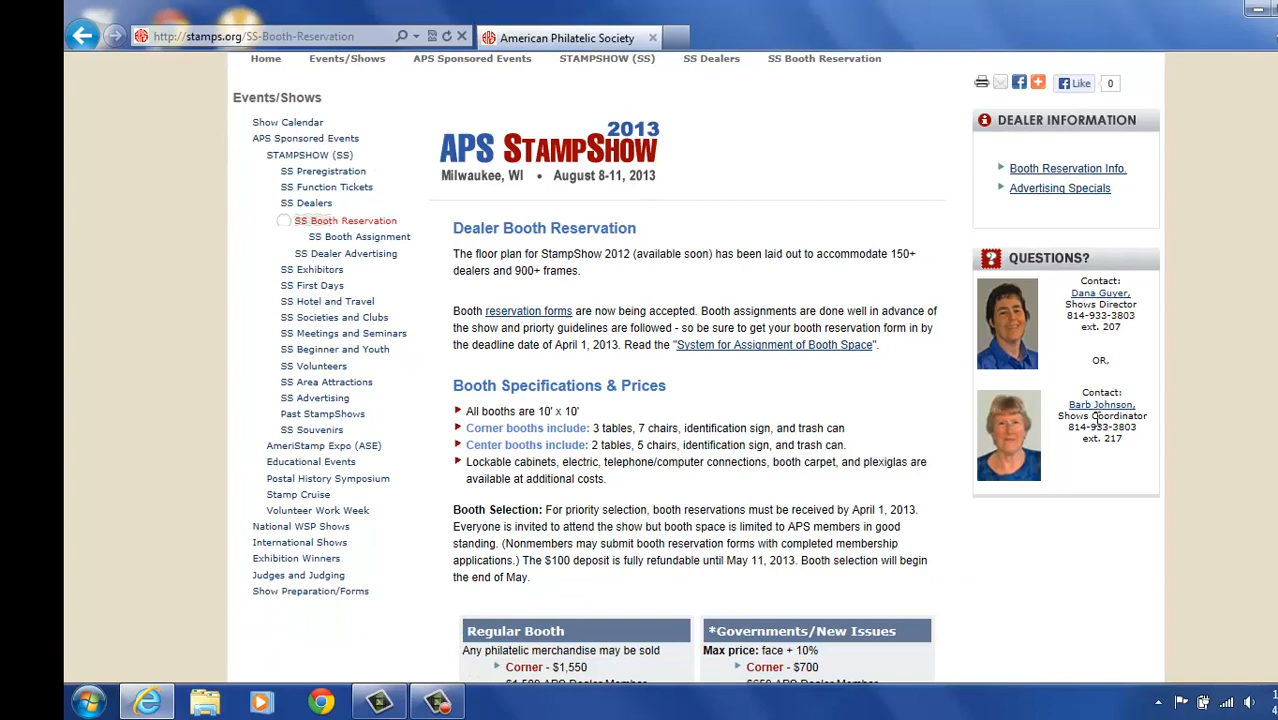 http://stamps.org/SS-Booth-Reservation
American Philatelic Society
Home Events/Shows APS Sponsored Events STAMPSHOW (SS) SS Dealers SS Booth Reservation
Events/Shows
Show Calendar
APS Sponsored Events
STAMPSHOW (SS)
SS Preregistration
SS Function Tickets
SS Dealers
SS Booth Reservation
SS Booth Assignment
SS Dealer Advertising
SS Exhibitors
SS First Days
SS Hotel and Travel
SS Societies and Clubs
SS Meetings and Seminars
SS Beginner and Youth
SS Volunteers
SS Area Attractions
SS Advertising
Past StampShows
SS Souvenirs
AmeriStamp Expo (ASE)
Educational Events
Postal History Symposium
Stamp Cruise
Volunteer Work Week
National WSP Shows
International Shows
Exhibition Winners
Judges and Judging
Show Preparation/Forms
2013
APS STAMPSHOW
Milwaukee, WI • August 8-11, 2013
Dealer Booth Reservation
The floor plan for StampShow 2012 (available soon) has been laid out to accommodate 150+
dealers and 900+ frames.
Booth reservation forms are now being accepted. Booth assignments are done well in advance of
the show and priorty guidelines are followed - so be sure to get your booth reservation form in by
the deadline date of April 1, 2013. Read the "System for Assignment of Booth Space".
Booth Specifications & Prices
All booths are 10' x 10'
Corner booths include: 3 tables, 7 chairs, identification sign, and trash can
Center booths include: 2 tables, 5 chairs, identification sign, and trash can.
Lockable cabinets, electric, telephone/computer connections, booth carpet, and plexiglas are
available at additional costs.
Booth Selection: For priority selection, booth reservations must be received by April 1, 2013.
Everyone is invited to attend the show but booth space is limited to APS members in good
standing. (Nonmembers may submit booth reservation forms with completed membership
applications.) The $100 deposit is fully refundable until May 11, 2013. Booth selection will begin
the end of May.
Regular Booth
Any philatelic merchandise may be sold
Corner - $1,550
*Governments/New Issues
Max price: face + 10%
Corner - $700
Like 0
DEALER INFORMATION
Booth Reservation Info.
Advertising Specials
QUESTIONS?
Contact:
Dana Guyer,
Shows Director
814-933-3803
ext. 207
OR,
Contact:
Barb Johnson,
Shows Coordinator
814-933-3803
ext. 217